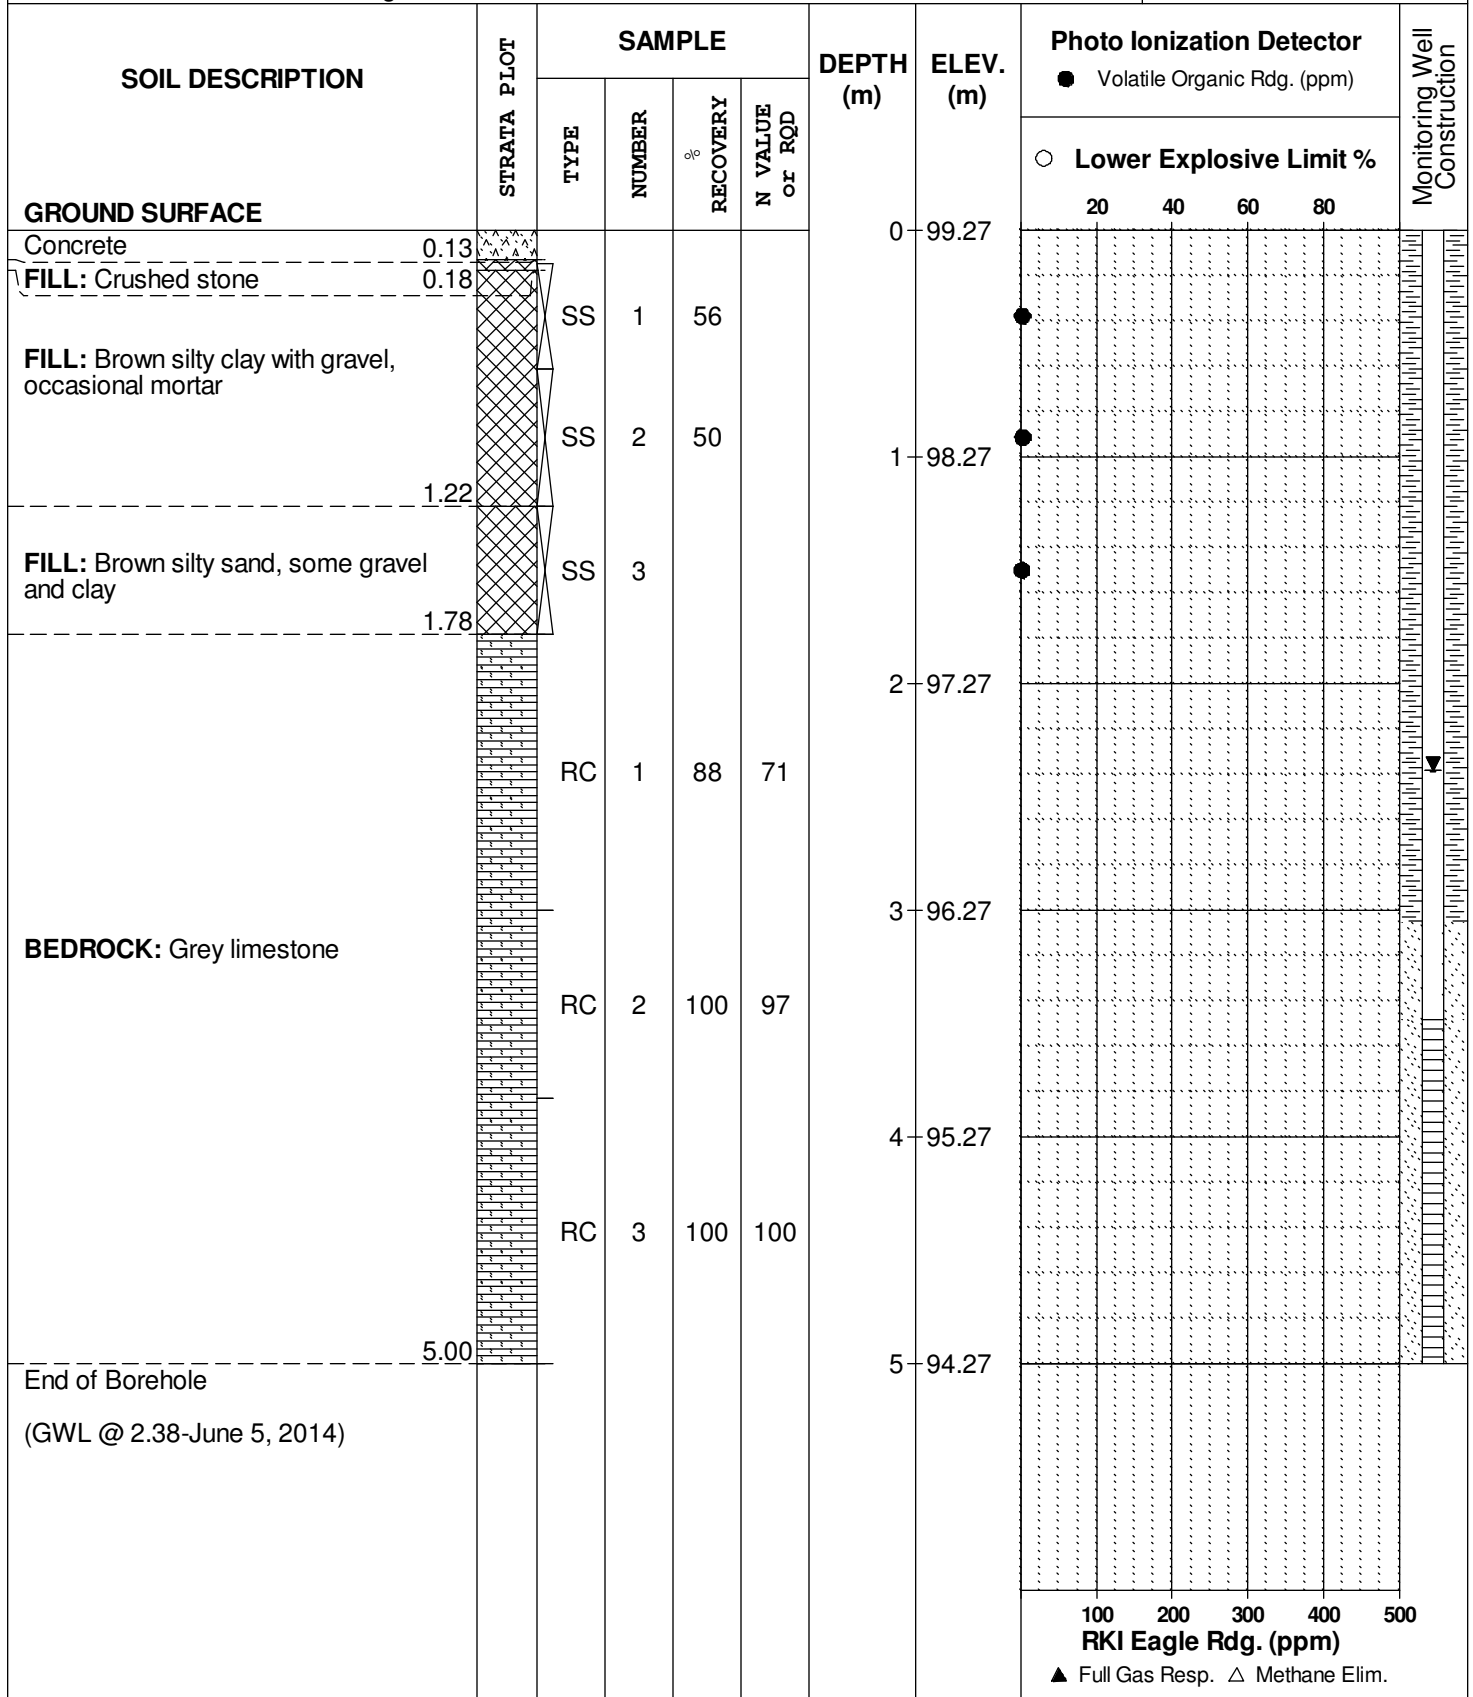 SOIL DESCRIPTION
GROUND SURFACE
STRATA PLOT
SAMPLE
TYPE
NUMBER
%
RECOVERY
N VALUE
or RQD
DEPTH
(m)
ELEV.
(m)
Photo Ionization Detector
● Volatile Organic Rdg. (ppm)
○ Lower Explosive Limit %
20 40 60 80
Monitoring Well
Construction
0 99.27
Concrete 0.13
FILL: Crushed stone 0.18
SS 1 56
FILL: Brown silty clay with gravel,
occasional mortar
SS 2 50
1 98.27
1.22
FILL: Brown silty sand, some gravel
and clay
SS 3
1.78
2 97.27
RC 1 88 71
3 96.27
BEDROCK: Grey limestone
RC 2 100 97
4 95.27
RC 3 100 100
5.00
5 94.27
End of Borehole
(GWL @ 2.38-June 5, 2014)
100 200 300 400 500
RKI Eagle Rdg. (ppm)
▲ Full Gas Resp. △ Methane Elim.